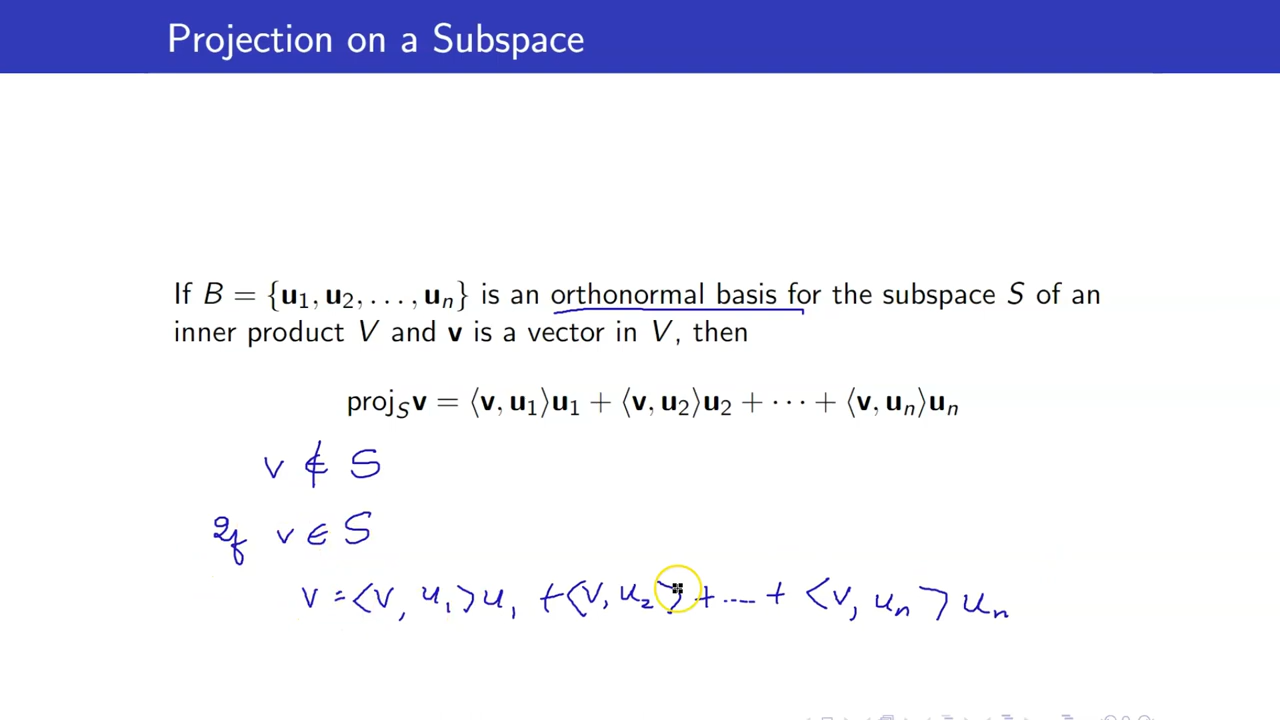 Projection on a Subspace
If B = {u₁, u₂, . . . , uₙ} is an orthonormal basis for the subspace S of an
inner product V and v is a vector in V, then
proj_S v = ⟨v, u₁⟩u₁ + ⟨v, u₂⟩u₂ + · · · + ⟨v, uₙ⟩uₙ
v ∉ S
If v ∈ S
v = <v, u₁>u₁ + <v, u₂> + .... + <v, uₙ> uₙ